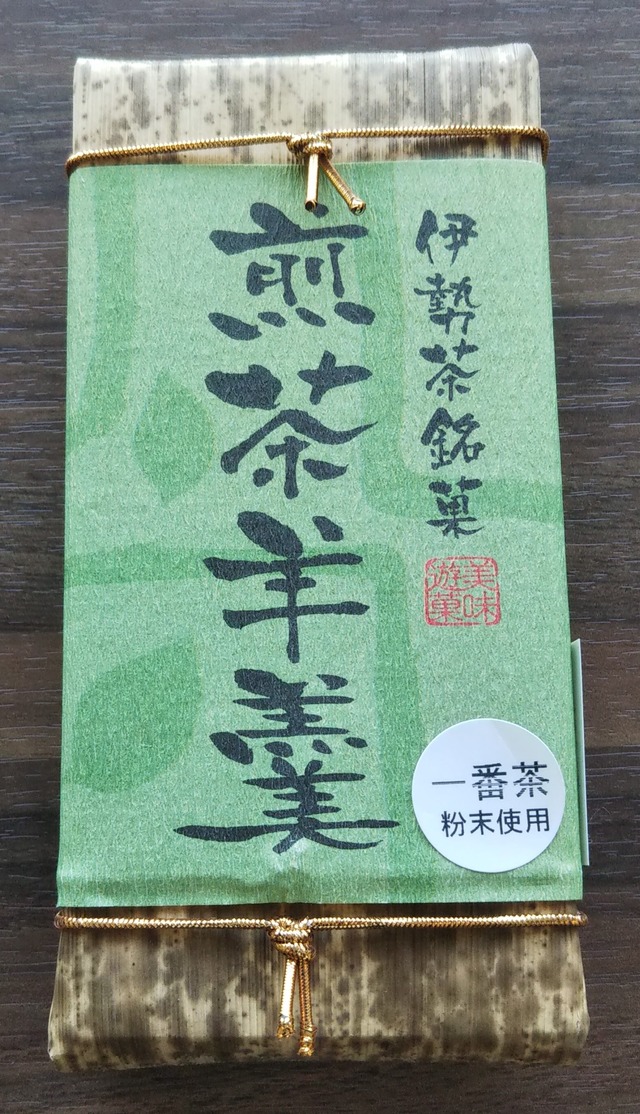 伊勢茶銘菓
美味
遊菓
煎茶羊羹
一番茶
粉末使用